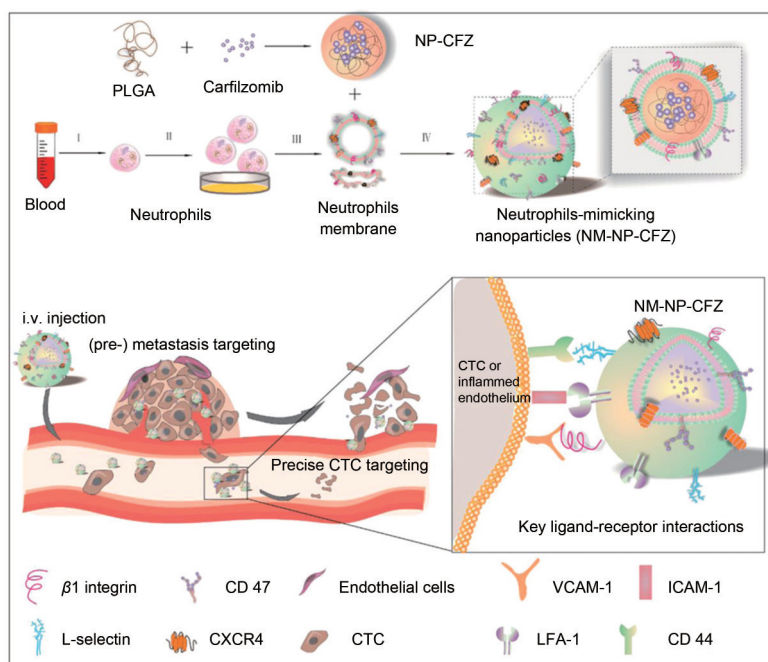 PLGA
+
Carfilzomib
NP-CFZ
+
I
II
III
IV
Blood
Neutrophils
Neutrophils
membrane
Neutrophils-mimicking
nanoparticles (NM-NP-CFZ)
i.v. injection
(pre-) metastasis targeting
Precise CTC targeting
NM-NP-CFZ
CTC or
inflammed
endothelium
Key ligand-receptor interactions
β1 integrin
CD 47
Endothelial cells
VCAM-1
ICAM-1
L-selectin
CXCR4
CTC
LFA-1
CD 44